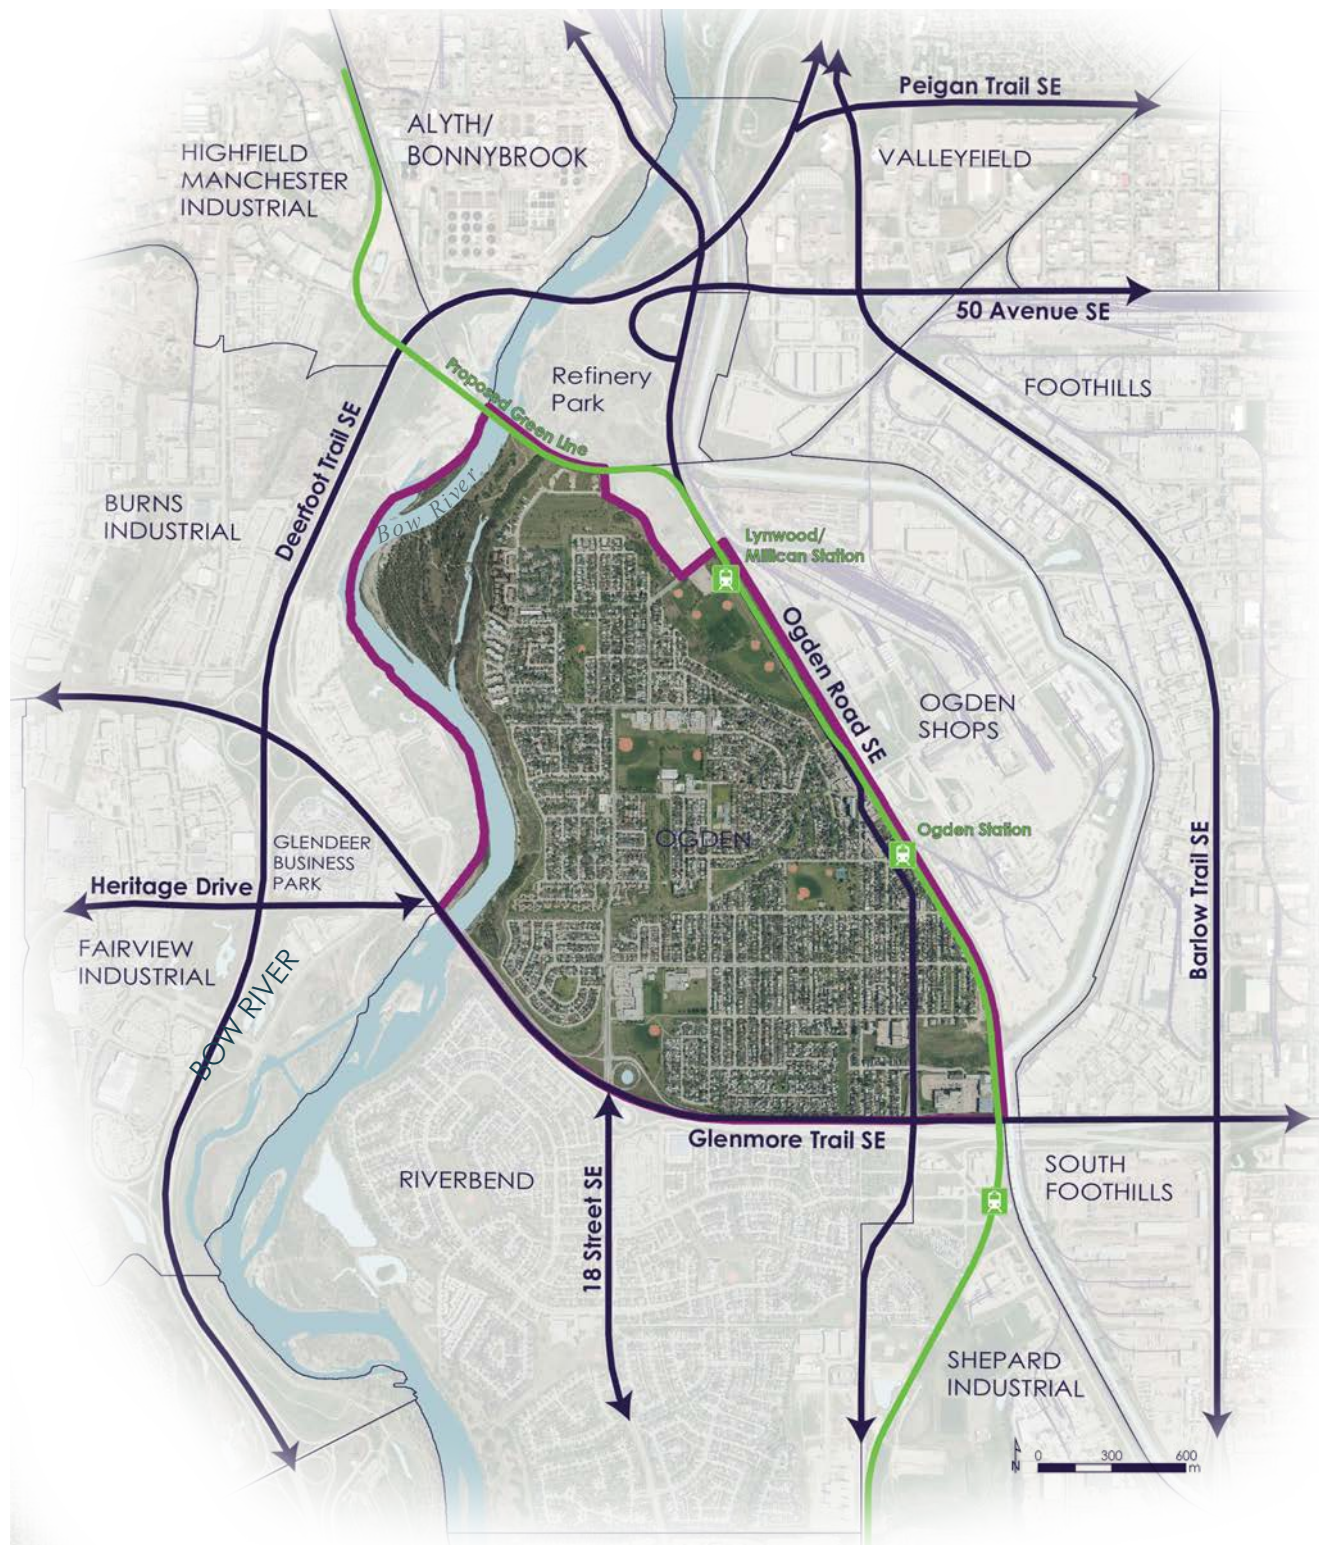 Peigan Trail SE
ALYTH/
BONNYBROOK
HIGHFIELD
MANCHESTER
INDUSTRIAL
VALLEYFIELD
50 Avenue SE
Proposed Green Line
Refinery
Park
FOOTHILLS
Deerfoot Trail SE
Bow River
BURNS
INDUSTRIAL
Lynwood/
Millican Station
Ogden Road SE
OGDEN
SHOPS
OGDEN
Ogden Station
GLENDEER
BUSINESS
PARK
Heritage Drive
Barlow Trail SE
FAIRVIEW
INDUSTRIAL
BOW RIVER
Glenmore Trail SE
RIVERBEND
18 Street SE
SOUTH
FOOTHILLS
SHEPARD
INDUSTRIAL
N
0 300 600
m